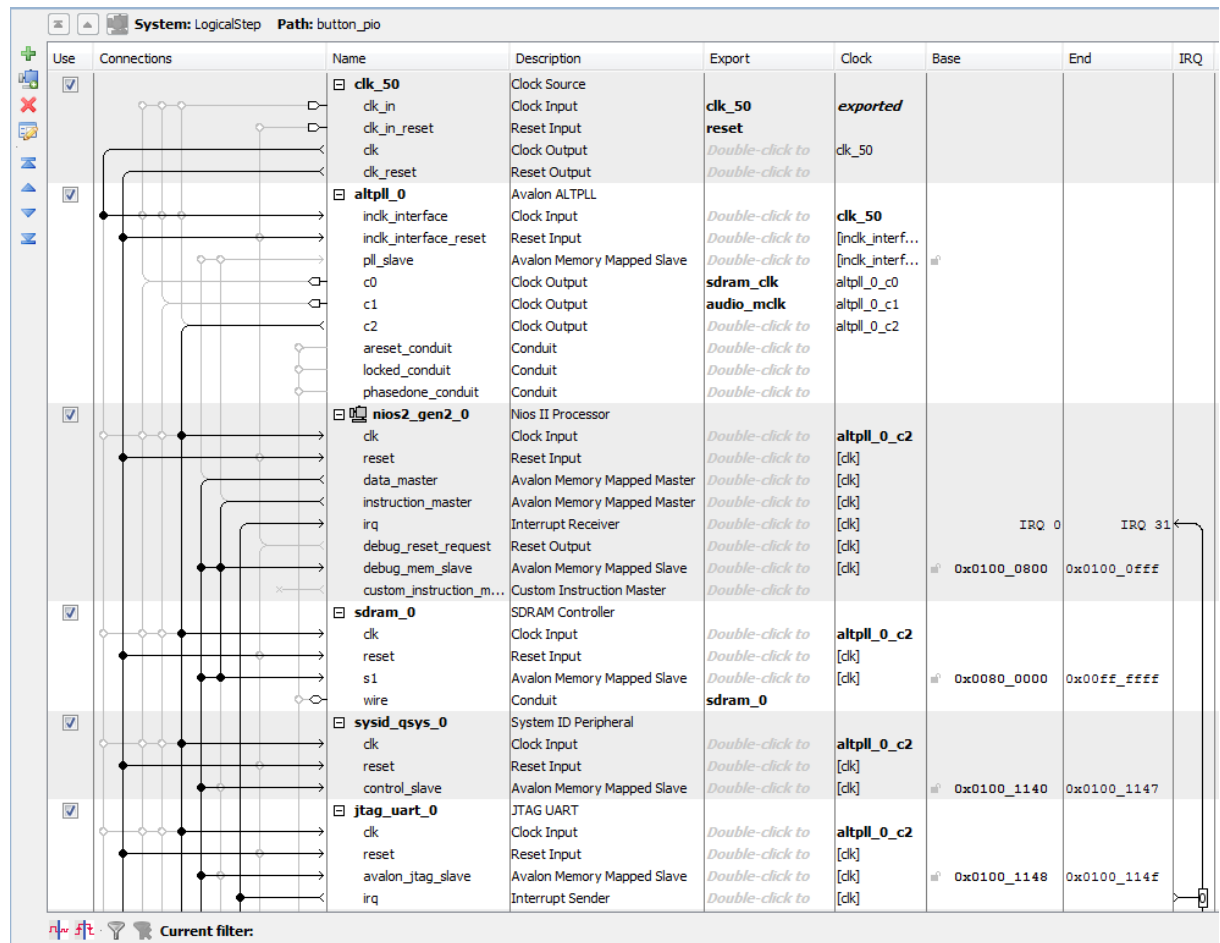 System: LogicalStep Path: button_pio
Use Connections Name Description Export Clock Base End IRQ
clk_50 Clock Source
clk_in Clock Input clk_50 exported
clk_in_reset Reset Input reset
clk Clock Output Double-click to clk_50
clk_reset Reset Output Double-click to
altpll_0 Avalon ALTPLL
inclk_interface Clock Input Double-click to clk_50
inclk_interface_reset Reset Input Double-click to [inclk_interf...
pll_slave Avalon Memory Mapped Slave Double-click to [inclk_interf...
c0 Clock Output sdram_clk altpll_0_c0
c1 Clock Output audio_mclk altpll_0_c1
c2 Clock Output Double-click to altpll_0_c2
areset_conduit Conduit Double-click to
locked_conduit Conduit Double-click to
phasedone_conduit Conduit Double-click to
nios2_gen2_0 Nios II Processor
clk Clock Input Double-click to altpll_0_c2
reset Reset Input Double-click to [clk]
data_master Avalon Memory Mapped Master Double-click to [clk]
instruction_master Avalon Memory Mapped Master Double-click to [clk]
irq Interrupt Receiver Double-click to [clk] IRQ 0 IRQ 31
debug_reset_request Reset Output Double-click to [clk]
debug_mem_slave Avalon Memory Mapped Slave Double-click to [clk] 0x0100_0800 0x0100_0fff
custom_instruction_m... Custom Instruction Master Double-click to
sdram_0 SDRAM Controller
clk Clock Input Double-click to altpll_0_c2
reset Reset Input Double-click to [clk]
s1 Avalon Memory Mapped Slave Double-click to [clk] 0x0080_0000 0x00ff_ffff
wire Conduit sdram_0
sysid_qsys_0 System ID Peripheral
clk Clock Input Double-click to altpll_0_c2
reset Reset Input Double-click to [clk]
control_slave Avalon Memory Mapped Slave Double-click to [clk] 0x0100_1140 0x0100_1147
jtag_uart_0 JTAG UART
clk Clock Input Double-click to altpll_0_c2
reset Reset Input Double-click to [clk]
avalon_jtag_slave Avalon Memory Mapped Slave Double-click to [clk] 0x0100_1148 0x0100_114f
irq Interrupt Sender Double-click to [clk] 0
Current filter: